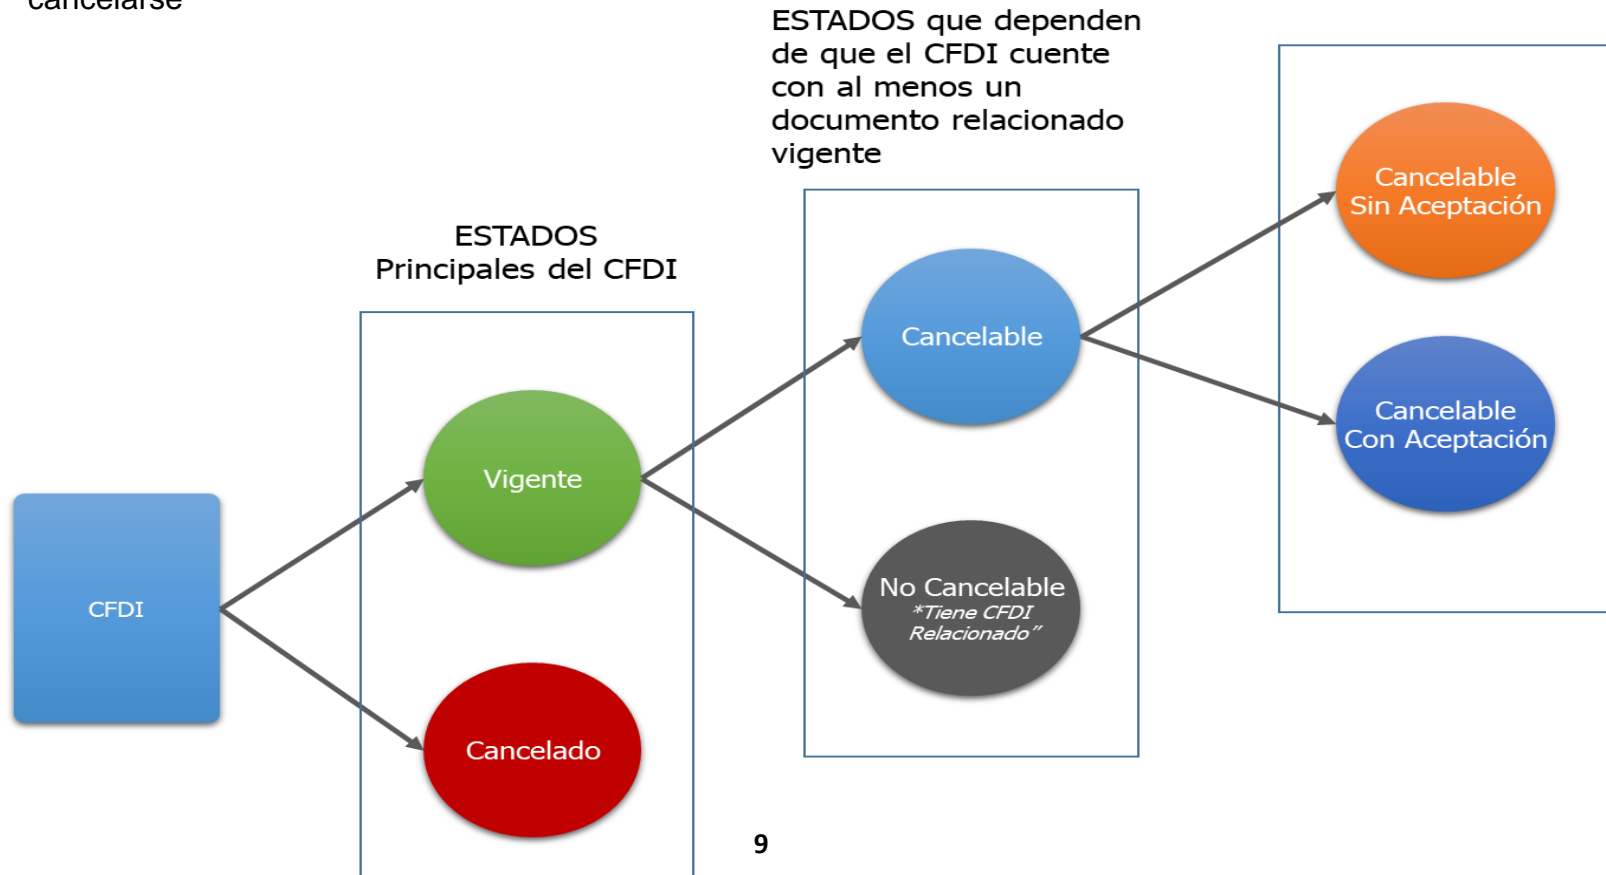 cancelarse
ESTADOS que dependen
de que el CFDI cuente
con al menos un
documento relacionado
vigente
ESTADOS
Principales del CFDI
Cancelable
Sin Aceptación
Cancelable
Cancelable
Con Aceptación
Vigente
No Cancelable
*Tiene CFDI
Relacionado”
CFDI
Cancelado
9